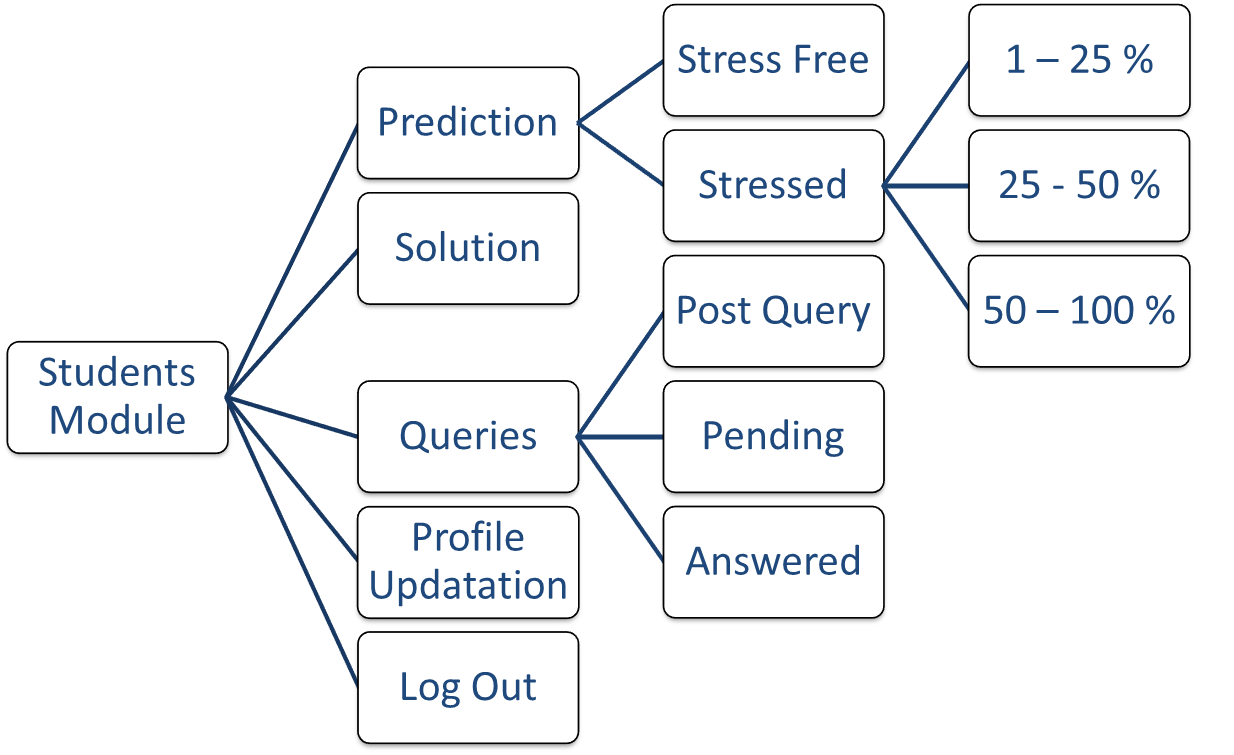 Students
Module
Prediction
Solution
Queries
Profile
Updatation
Log Out
Stress Free
Stressed
Post Query
Pending
Answered
1 – 25 %
25 - 50 %
50 – 100 %